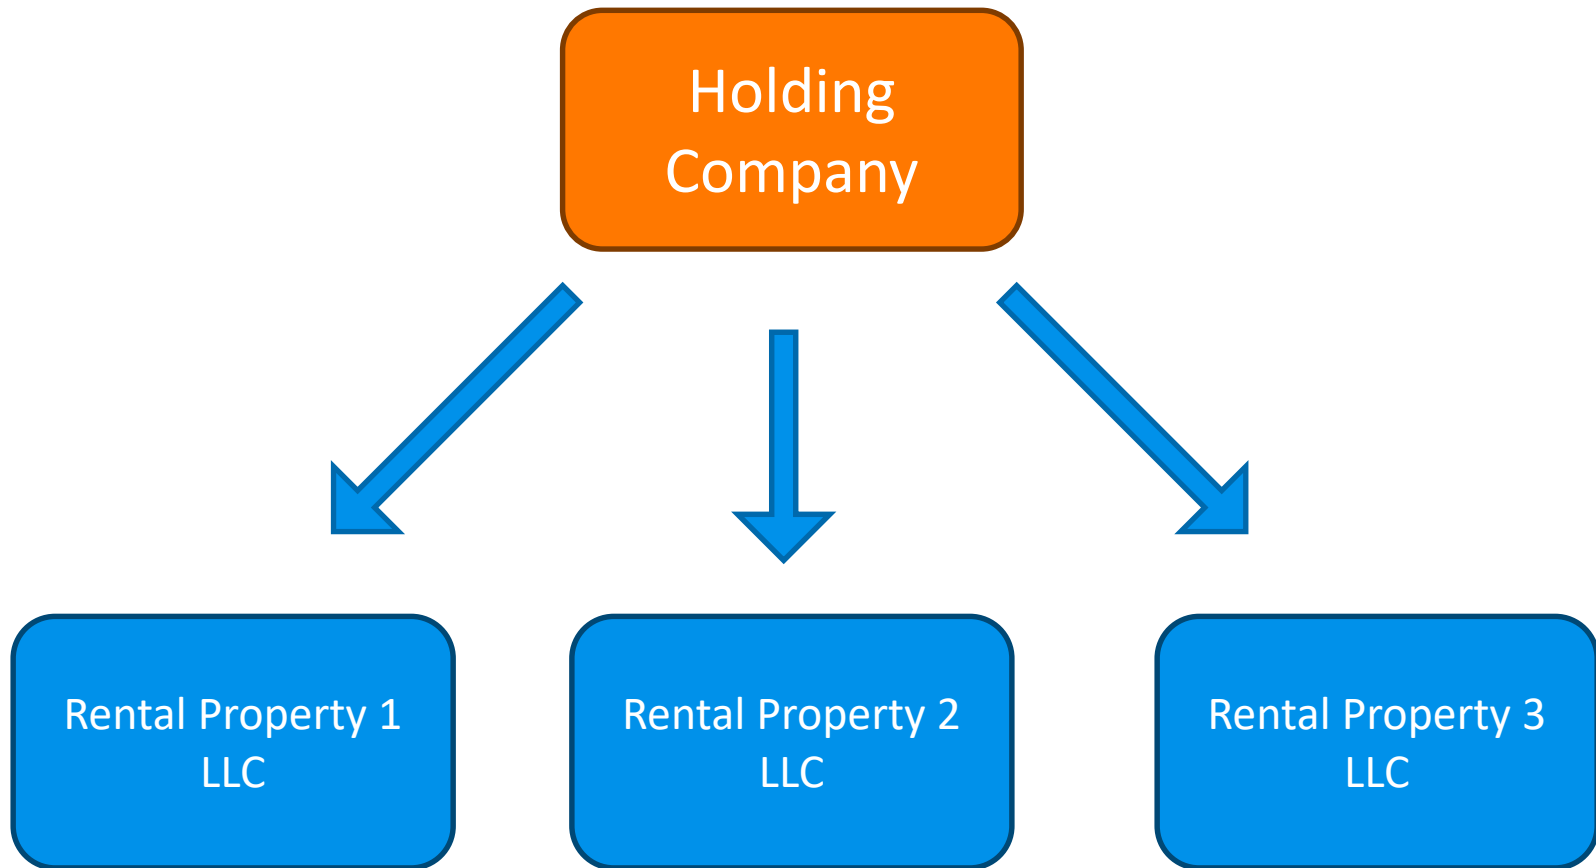 Holding
Company
Rental Property 1
LLC
Rental Property 2
LLC
Rental Property 3
LLC